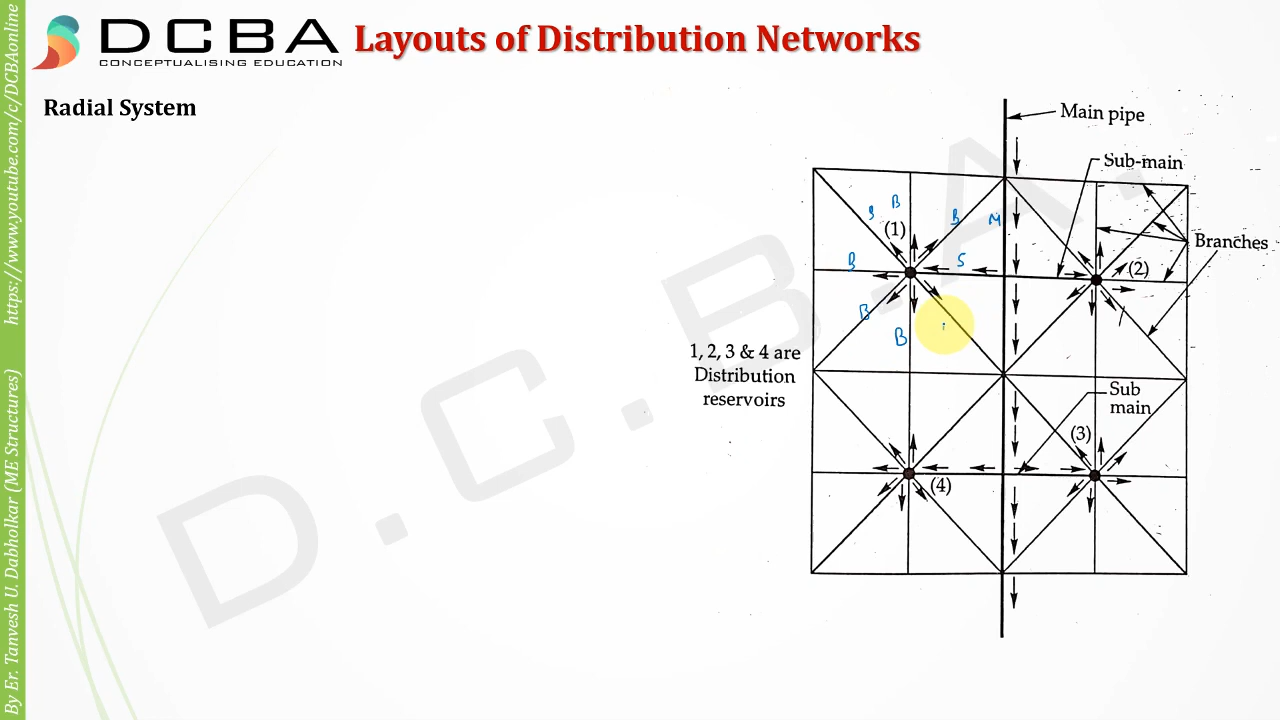 By Er. Tanvesh U. Dabholkar (ME Structures) https://www.youtube.com/c/DCBAonline
DCBA
CONCEPTUALISING EDUCATION
Layouts of Distribution Networks
Radial System
D.C.B.A.
Main pipe
Sub-main
Branches
B
B
M
(1)
B
S
(2)
B
B
1, 2, 3 & 4 are
Distribution
reservoirs
Sub
main
(3)
(4)